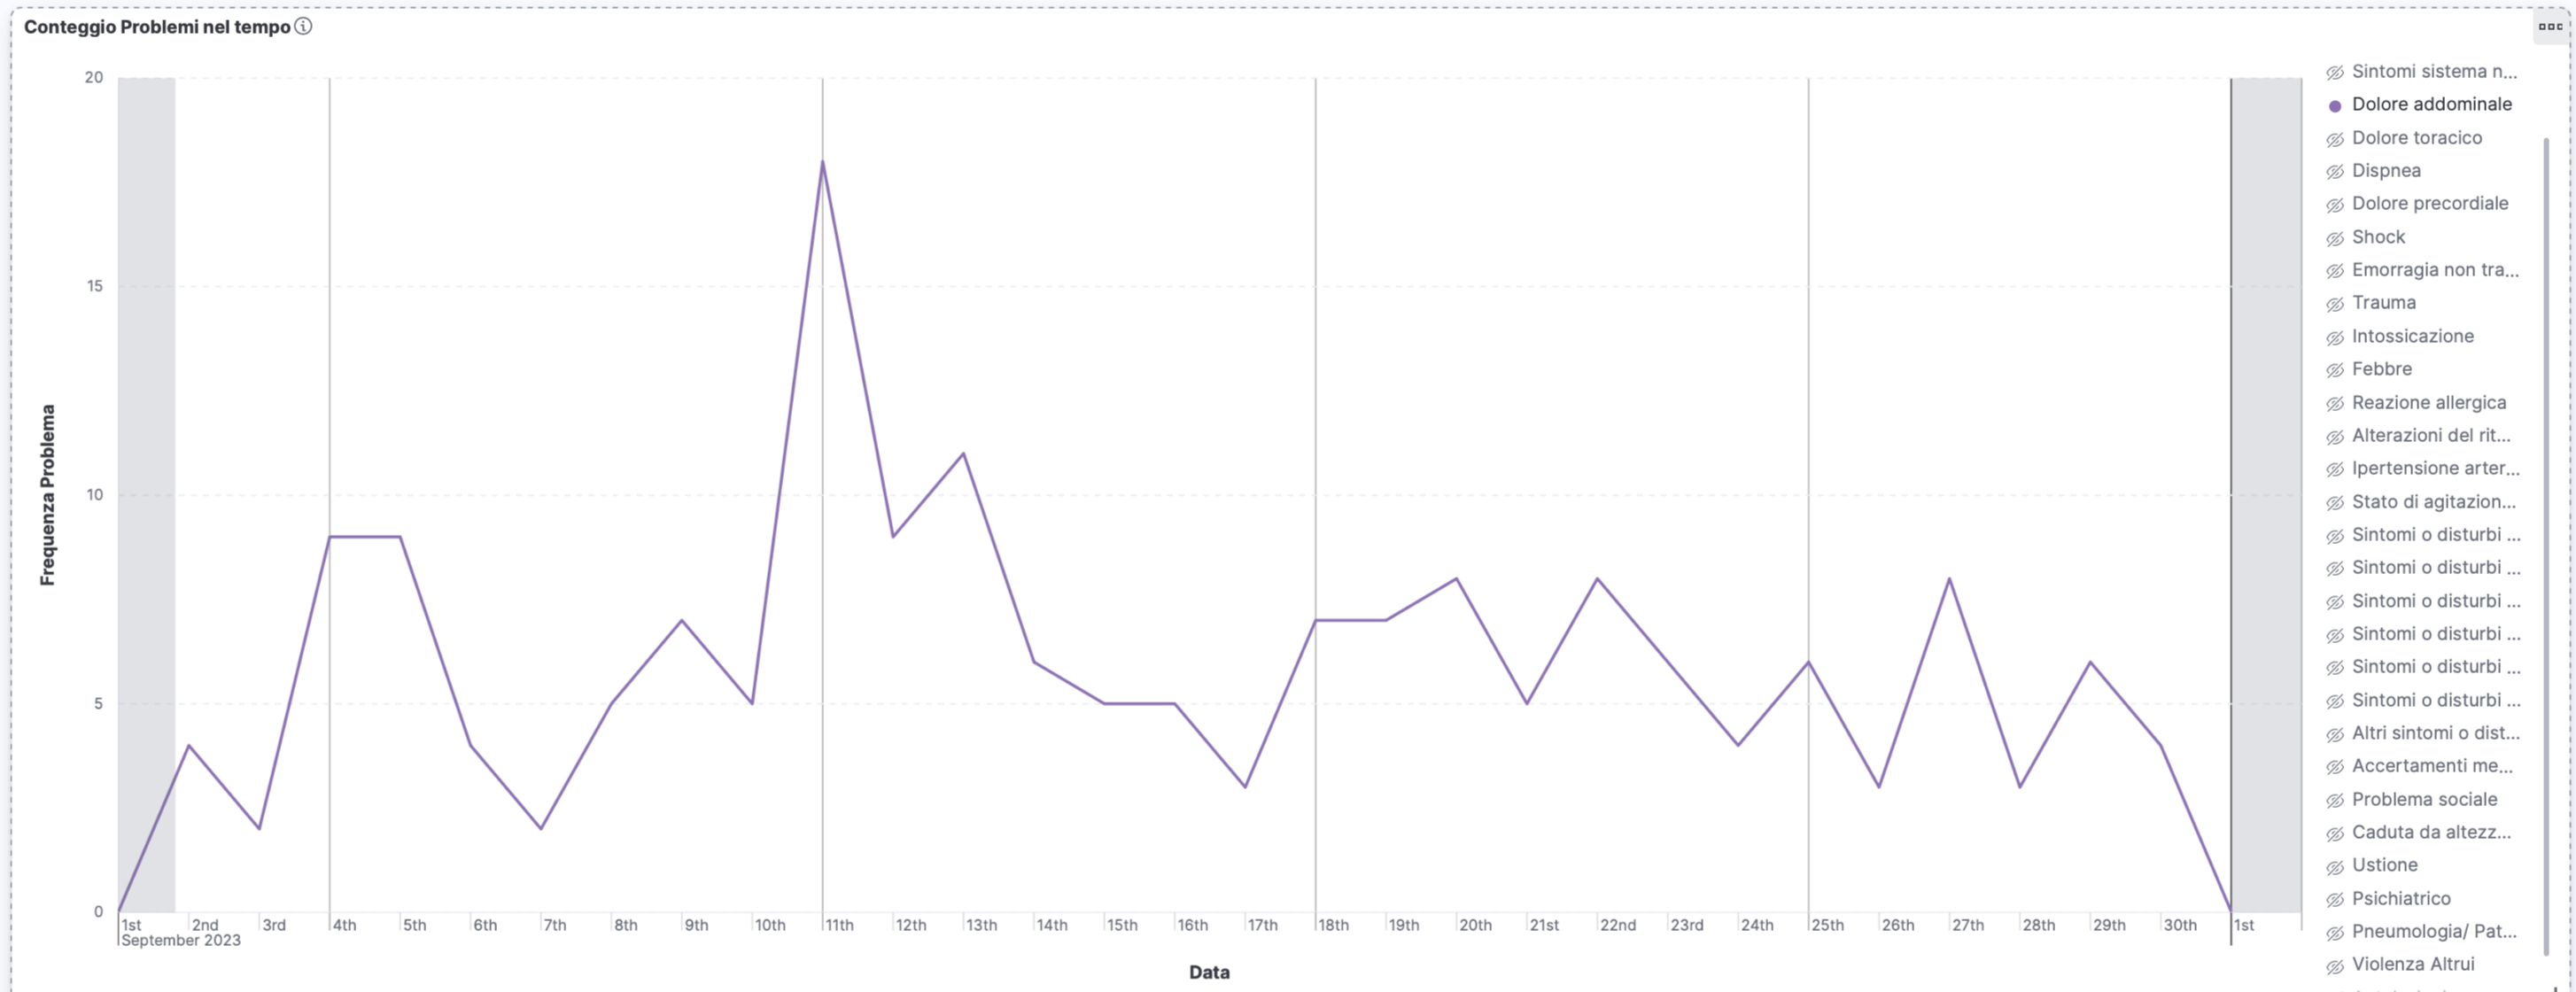 Conteggio Problemi nel tempo
20
15
10
5
0
Frequenza Problema
1st 2nd 3rd 4th 5th 6th 7th 8th 9th 10th 11th 12th 13th 14th 15th 16th 17th 18th 19th 20th 21st 22nd 23rd 24th 25th 26th 27th 28th 29th 30th 1st
September 2023
Data
Sintomi sistema n...
Dolore addominale
Dolore toracico
Dispnea
Dolore precordiale
Shock
Emorragia non tra...
Trauma
Intossicazione
Febbre
Reazione allergica
Alterazioni del rit...
Ipertensione arter...
Stato di agitazion...
Sintomi o disturbi ...
Sintomi o disturbi ...
Sintomi o disturbi ...
Sintomi o disturbi ...
Sintomi o disturbi ...
Sintomi o disturbi ...
Altri sintomi o dist...
Accertamenti me...
Problema sociale
Caduta da altezz...
Ustione
Psichiatrico
Pneumologia/ Pat...
Violenza Altrui